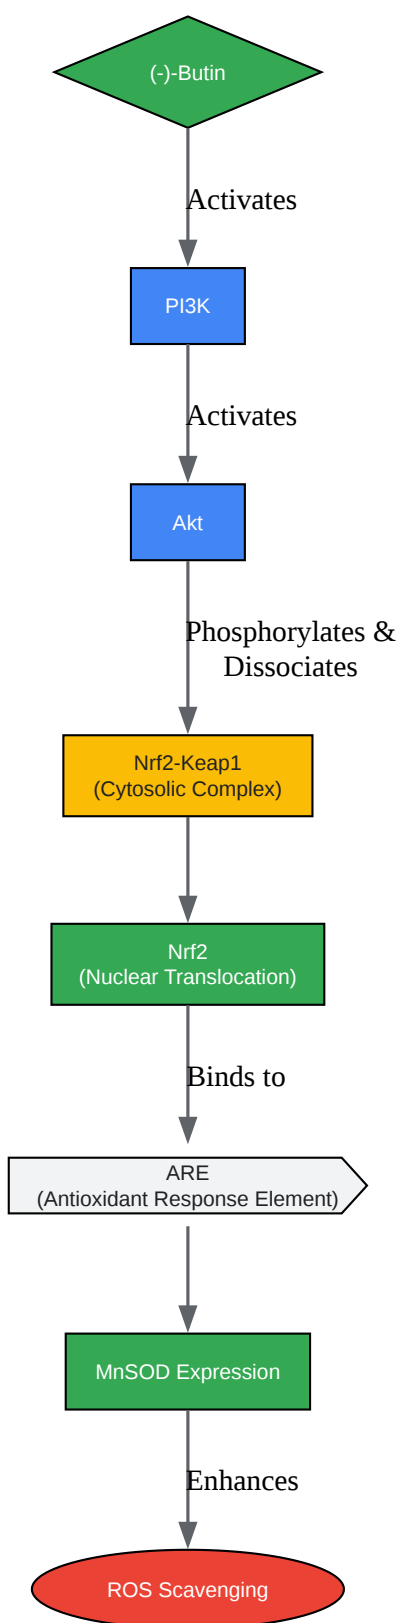 (-)-Butin
Activates
PI3K
Activates
Akt
Phosphorylates &
Dissociates
Nrf2-Keap1
(Cytosolic Complex)
Nrf2
(Nuclear Translocation)
Binds to
ARE
(Antioxidant Response Element)
MnSOD Expression
Enhances
ROS Scavenging